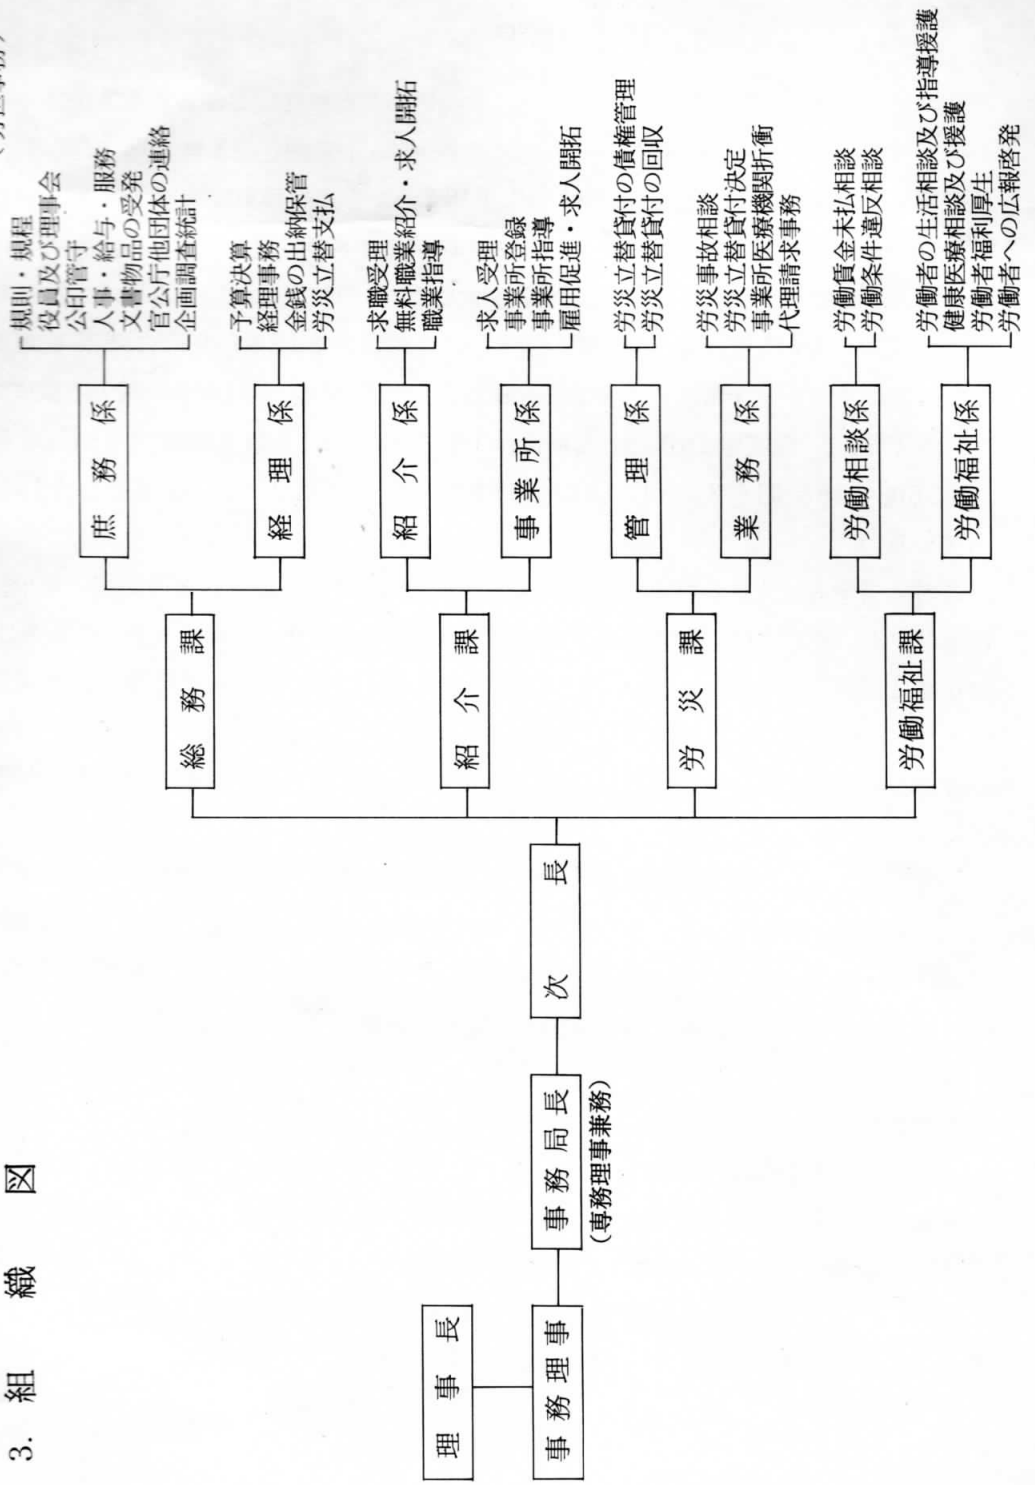 3. 組織図
理事長
事務理事
事務局長
(専務理事兼務)
次長
総務課
庶務係
規則・規程
役員及び理事会
公印管守
人事・給与・服務
文書物品の受発
官公庁他団体の連絡
企画調査統計
経理係
予算決算
経理事務
金銭の出納保管
労災立替支払
紹介課
紹介係
求職受理
無料職業紹介・求人開拓
職業指導
事業所係
求人受理
事業所登録
事業所指導
雇用促進・求人開拓
労災課
管理係
労災立替貸付の債権管理
労災立替貸付の回収
業務係
労災事故相談
労災立替貸付決定
事業所医療機関折衝
代理請求事務
労働福祉課
労働相談係
労働賃金未払相談
労働条件違反相談
労働福祉係
労働者の生活相談及び指導援護
健康医療相談及び援護
労働者福利厚生
労働者への広報啓発